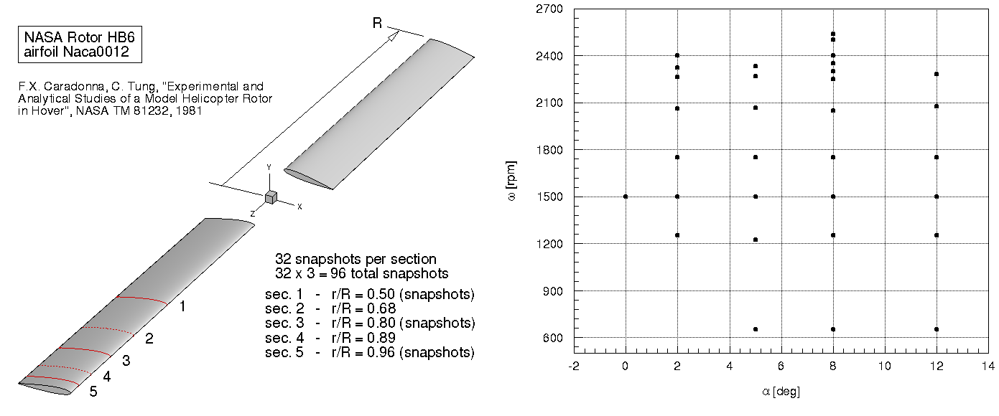 NASA Rotor HB6
airfoil Naca0012
F.X. Caradonna, C. Tung, "Experimental and
Analytical Studies of a Model Helicopter Rotor
in Hover", NASA TM 81232, 1981
R
Y
X
Z
1
2
3
4
5
32 snapshots per section
32 x 3 = 96 total snapshots
sec. 1 - r/R = 0.50 (snapshots)
sec. 2 - r/R = 0.68
sec. 3 - r/R = 0.80 (snapshots)
sec. 4 - r/R = 0.89
sec. 5 - r/R = 0.96 (snapshots)
2700
2400
2100
1800
1500
1200
900
600
ω [rpm]
-2 0 2 4 6 8 10 12 14
α [deg]